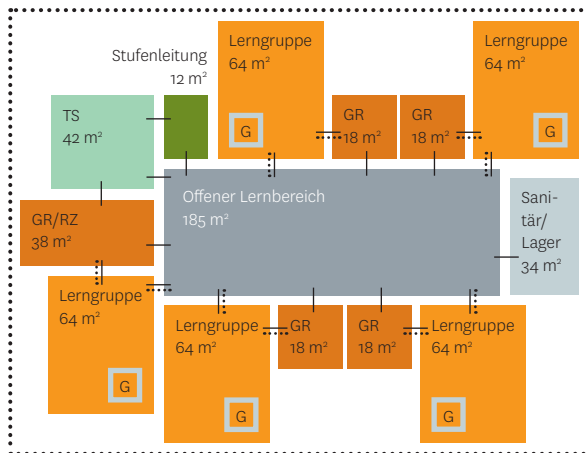 Stufenleitung
12 m²
Lerngruppe
64 m²
G
Lerngruppe
64 m²
G
TS
42 m²
GR
18 m²
GR
18 m²
Offener Lernbereich
185 m²
Sani-
tär/
Lager
34 m²
GR/RZ
38 m²
Lerngruppe
64 m²
G
Lerngruppe
64 m²
G
GR
18 m²
GR
18 m²
Lerngruppe
64 m²
G